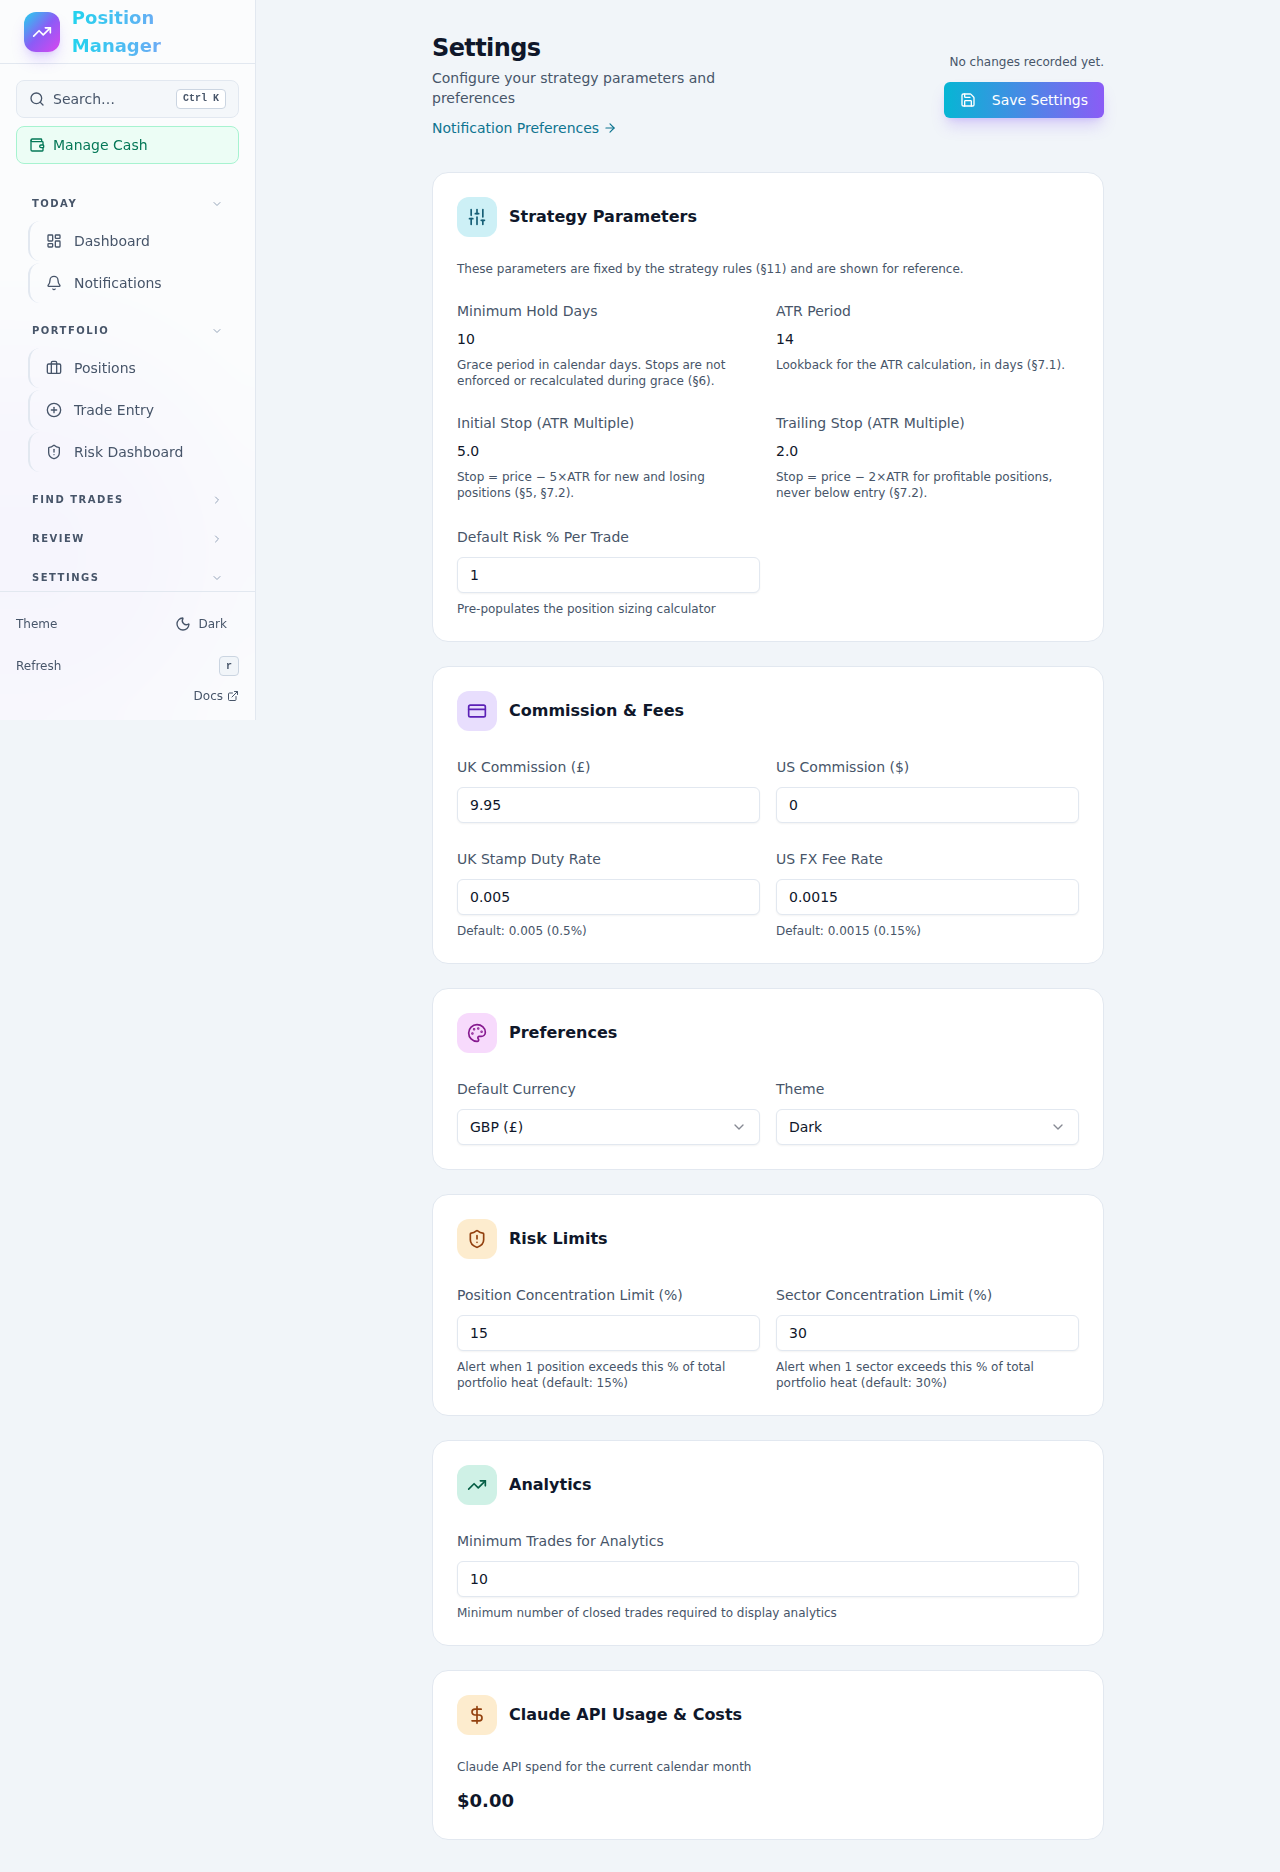 Position
Manager
Search...
Ctrl K
Manage Cash
TODAY
Dashboard
Notifications
PORTFOLIO
Positions
Trade Entry
Risk Dashboard
FIND TRADES
REVIEW
SETTINGS
Theme
Dark
Refresh
r
Docs
Settings
Configure your strategy parameters and
preferences
Notification Preferences
No changes recorded yet.
Save Settings
Strategy Parameters
These parameters are fixed by the strategy rules (§11) and are shown for reference.
Minimum Hold Days
10
Grace period in calendar days. Stops are not
enforced or recalculated during grace (§6).
ATR Period
14
Lookback for the ATR calculation, in days (§7.1).
Initial Stop (ATR Multiple)
5.0
Stop = price − 5×ATR for new and losing
positions (§5, §7.2).
Trailing Stop (ATR Multiple)
2.0
Stop = price − 2×ATR for profitable positions,
never below entry (§7.2).
Default Risk % Per Trade
1
Pre-populates the position sizing calculator
Commission & Fees
UK Commission (£)
9.95
US Commission ($)
0
UK Stamp Duty Rate
0.005
Default: 0.005 (0.5%)
US FX Fee Rate
0.0015
Default: 0.0015 (0.15%)
Preferences
Default Currency
GBP (£)
Theme
Dark
Risk Limits
Position Concentration Limit (%)
15
Alert when 1 position exceeds this % of total
portfolio heat (default: 15%)
Sector Concentration Limit (%)
30
Alert when 1 sector exceeds this % of total
portfolio heat (default: 30%)
Analytics
Minimum Trades for Analytics
10
Minimum number of closed trades required to display analytics
Claude API Usage & Costs
Claude API spend for the current calendar month
$0.00